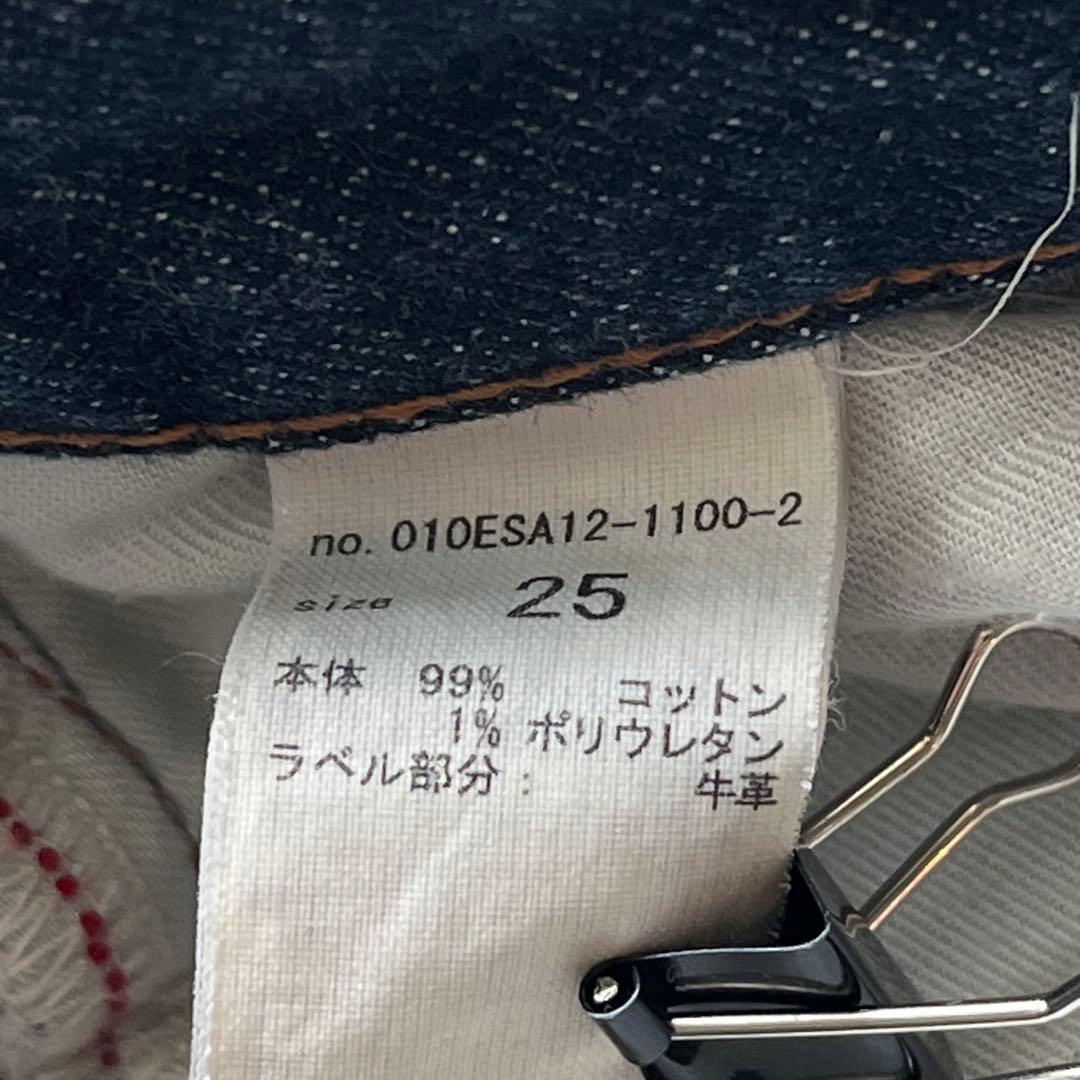 no. 010ESA12-1100-2
size 25
本体 99% コットン
1% ポリウレタン
ラベル部分: 牛革